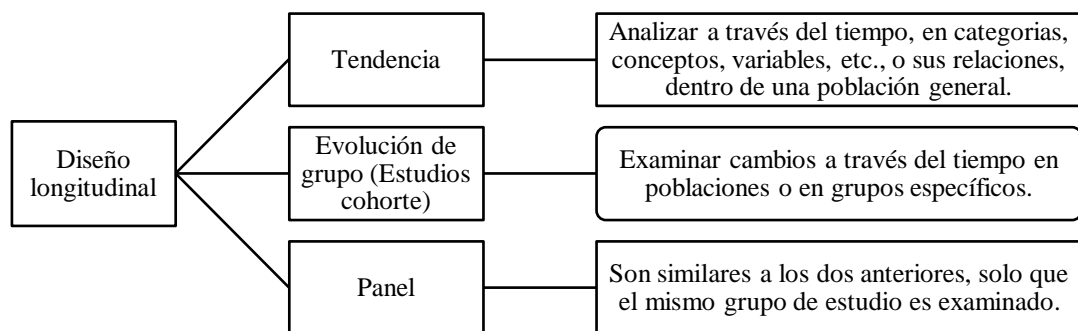 Diseño
longitudinal
Tendencia
Analizar a través del tiempo, en categorias,
conceptos, variables, etc., o sus relaciones,
dentro de una población general.
Evolución de
grupo (Estudios
cohorte)
Examinar cambios a través del tiempo en
poblaciones o en grupos específicos.
Panel
Son similares a los dos anteriores, solo que
el mismo grupo de estudio es examinado.